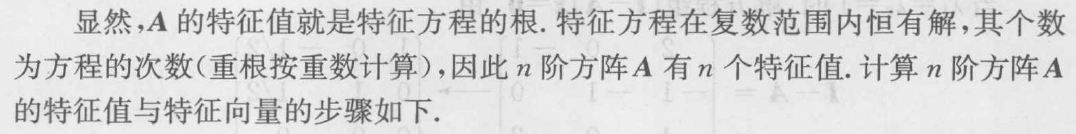 显然,A 的特征值就是特征方程的根. 特征方程在复数范围内恒有解,其个数
为方程的次数(重根按重数计算),因此 n 阶方阵 A 有 n 个特征值. 计算 n 阶方阵 A
的特征值与特征向量的步骤如下.